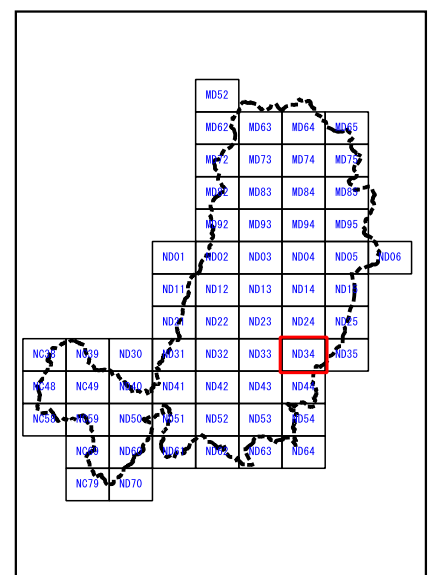 MD52
MD62 MD63 MD64 MD65
MD72 MD73 MD74 MD75
MD82 MD83 MD84 MD85
MD92 MD93 MD94 MD95
ND01 ND02 ND03 ND04 ND05 ND06
ND11 ND12 ND13 ND14 ND15
ND21 ND22 ND23 ND24 ND25
NC38 NC39 ND30 ND31 ND32 ND33 ND34 ND35
NC48 NC49 ND40 ND41 ND42 ND43 ND44
NC58 NC59 ND50 ND51 ND52 ND53 ND54
NC69 ND60 ND61 ND62 ND63 ND64
NC79 ND70